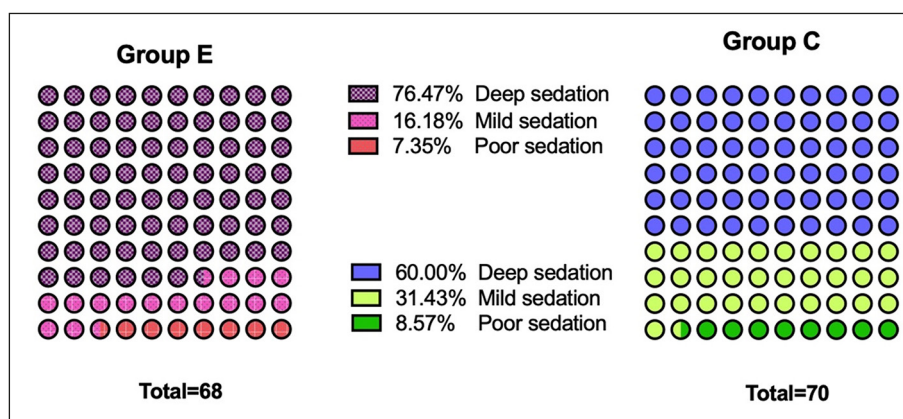 Group E
Group C
76.47% Deep sedation
16.18% Mild sedation
7.35% Poor sedation
60.00% Deep sedation
31.43% Mild sedation
8.57% Poor sedation
Total=68
Total=70